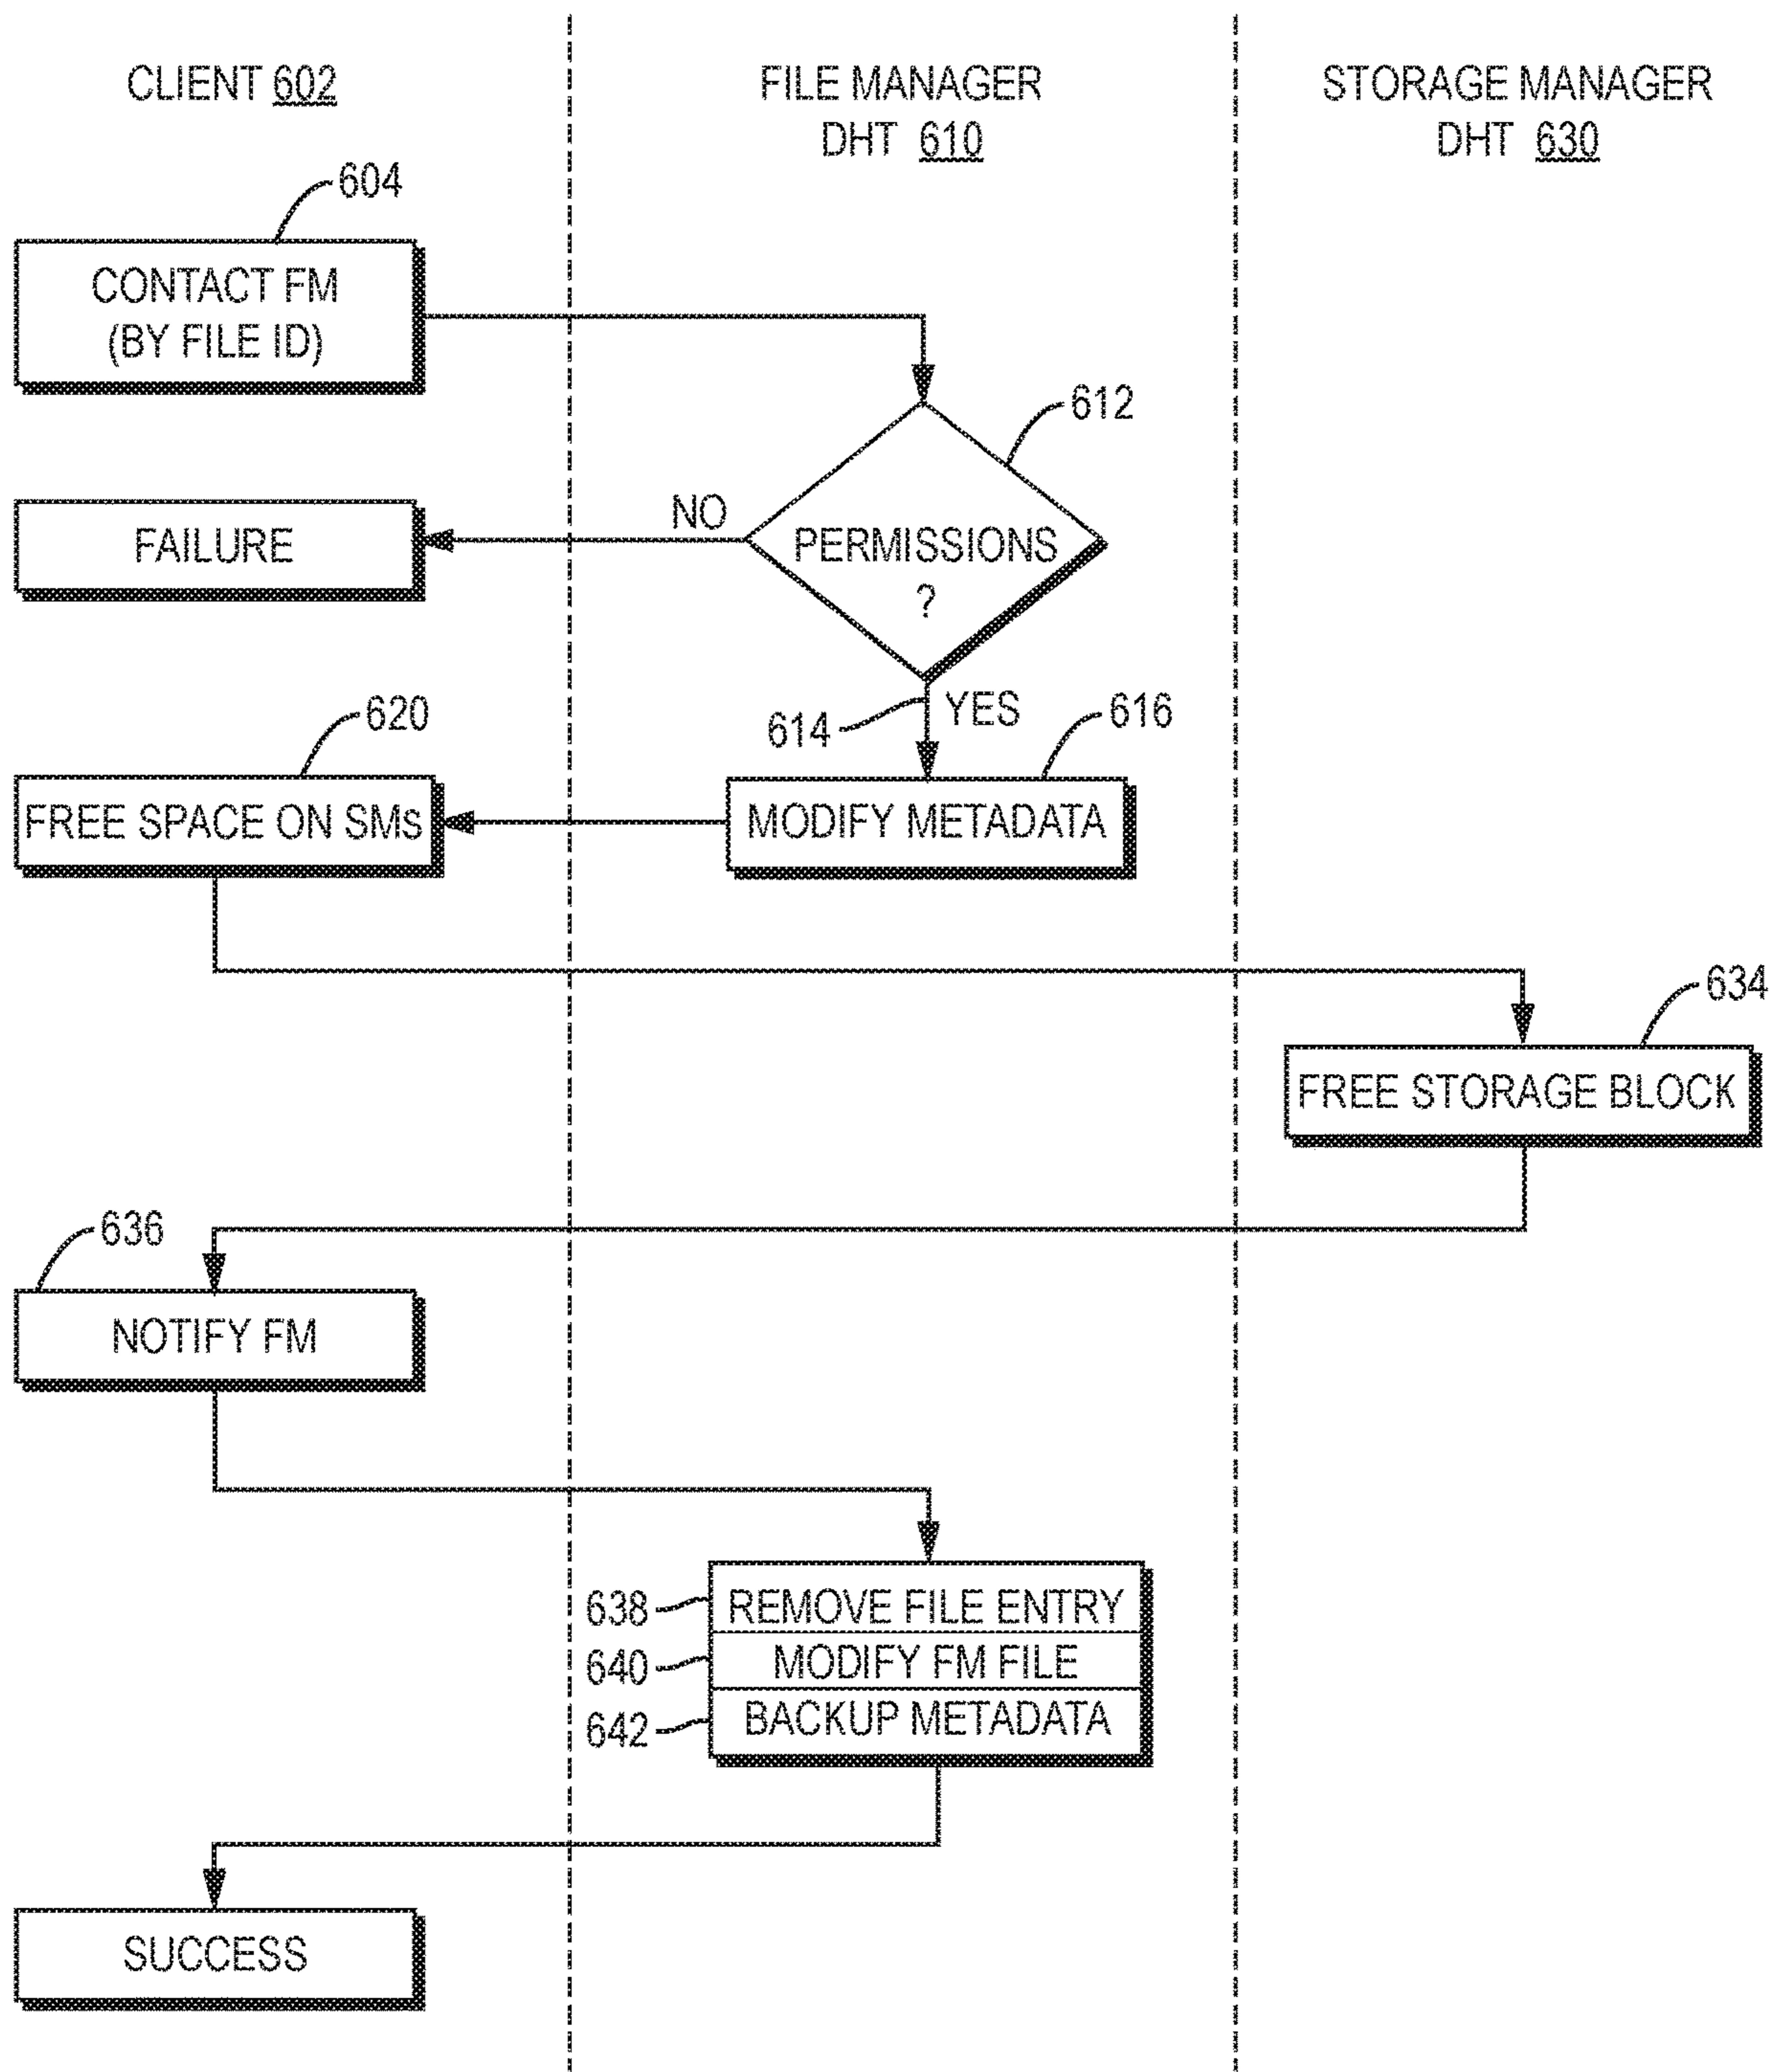 CLIENT 602
FILE MANAGER
DHT 610
STORAGE MANAGER
DHT 630
604
CONTACT FM
(BY FILE ID)
612
PERMISSIONS
?
NO
FAILURE
YES
614
616
MODIFY METADATA
620
FREE SPACE ON SMs
634
FREE STORAGE BLOCK
636
NOTIFY FM
638
REMOVE FILE ENTRY
640
MODIFY FM FILE
642
BACKUP METADATA
SUCCESS